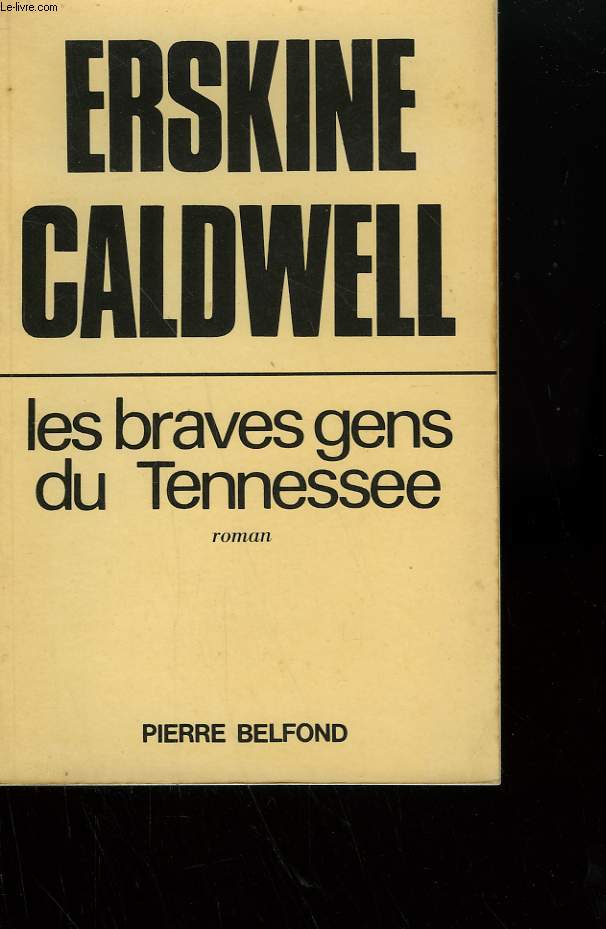 Le-livre.com
ERSKINE
CALDWELL
les braves gens
du Tennessee
roman
PIERRE BELFOND